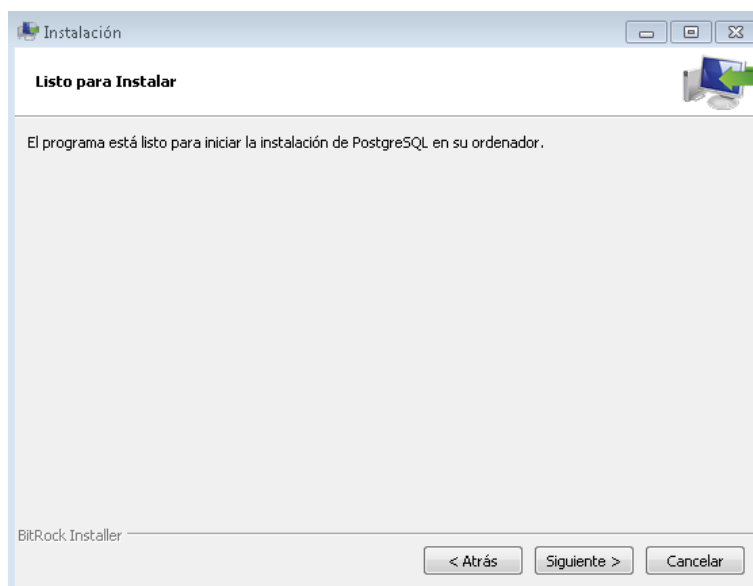 Instalación
Listo para Instalar
El programa está listo para iniciar la instalación de PostgreSQL en su ordenador.
BitRock Installer
< Atrás Siguiente > Cancelar